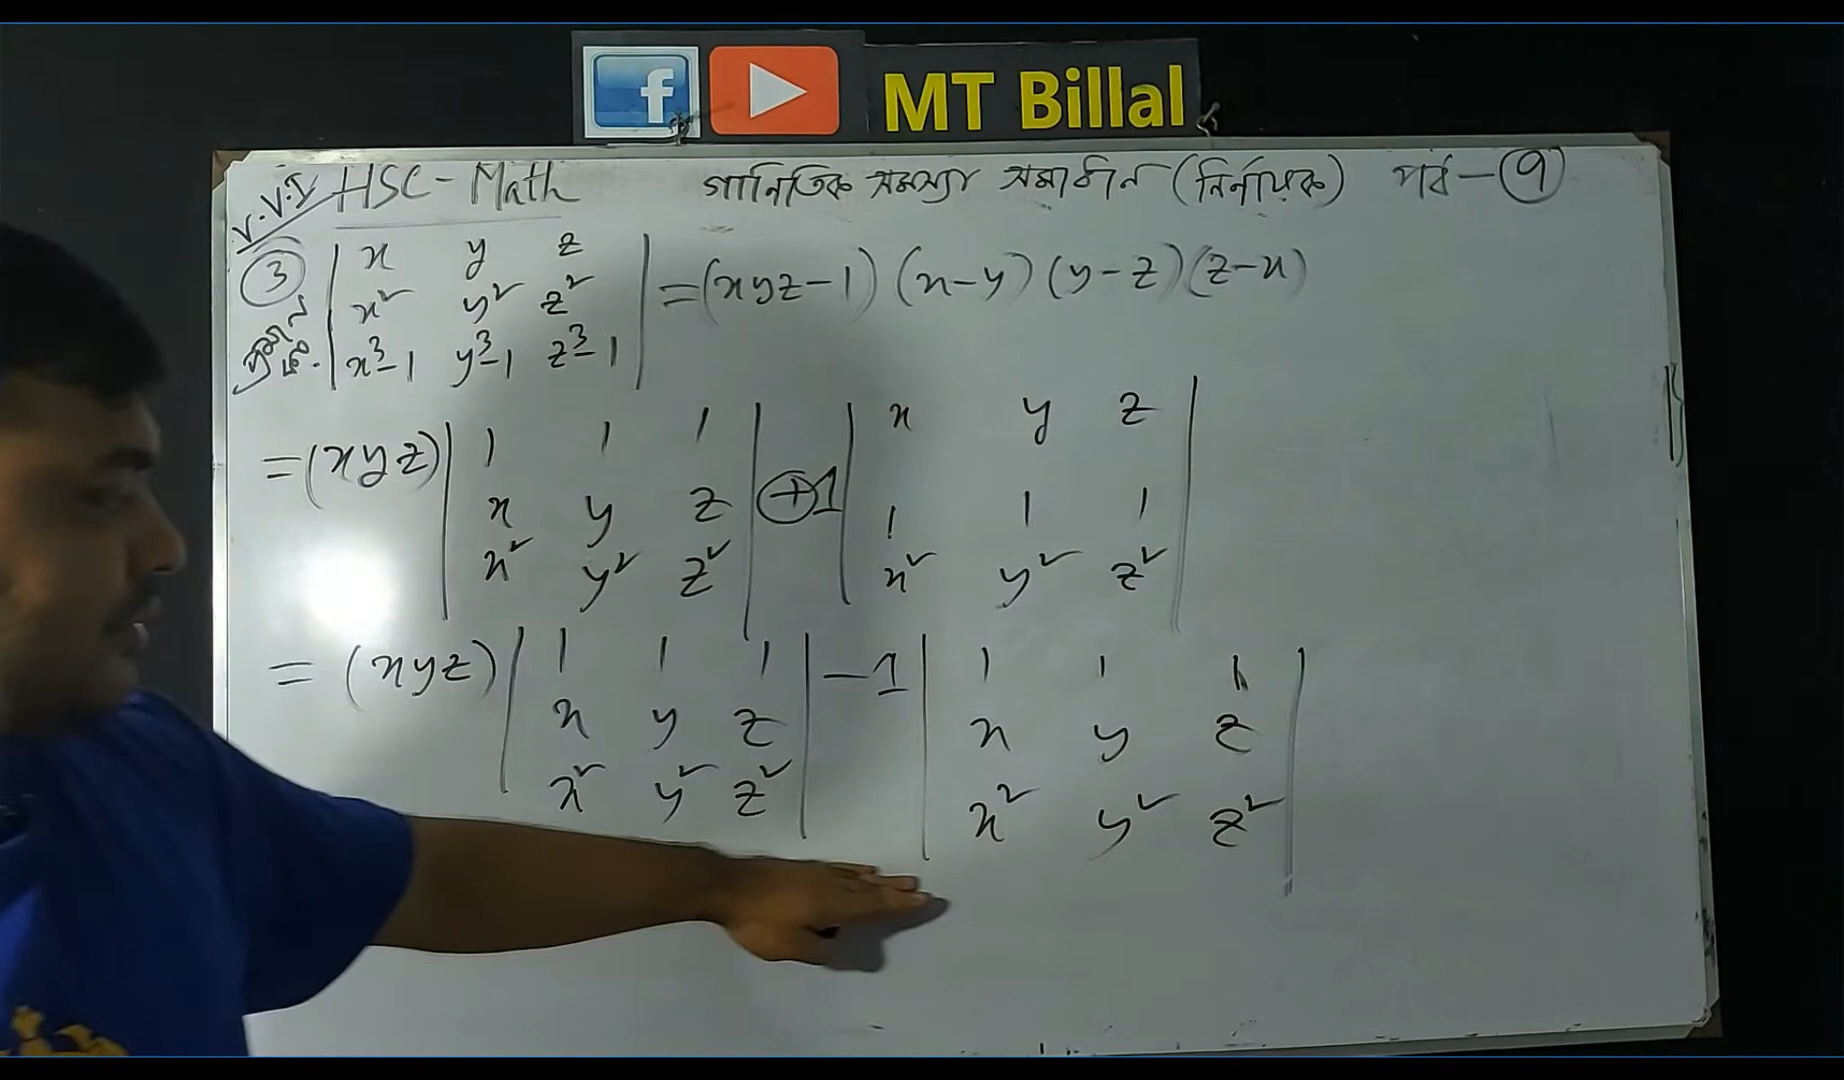 f MT Billal
V.V.I HSC-Math গানিতিক সমস্যা সমাধান (নির্নায়ক) পর্ব-৭
③ | x y z |
| x² y² z² | = (xyz-1) (x-y) (y-z) (z-x)
| x³-1 y³-1 z³-1 |
= (xyz) | 1 1 1 | + 1 | x y z |
| x y z | | 1 1 1 |
| x² y² z² | | x² y² z² |
= (xyz) | 1 1 1 | - 1 | 1 1 1 |
| x y z | | x y z |
| x² y² z² | | x² y² z² |